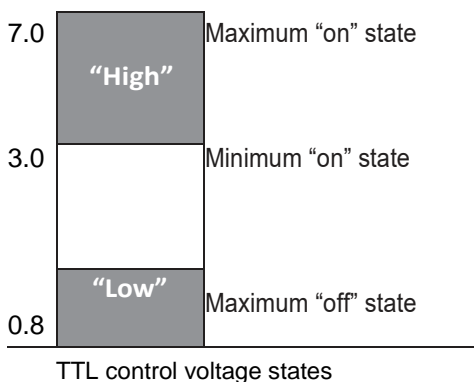 7.0 Maximum “on” state
“High”
3.0 Minimum “on” state
“Low”
Maximum “off” state
0.8
TTL control voltage states